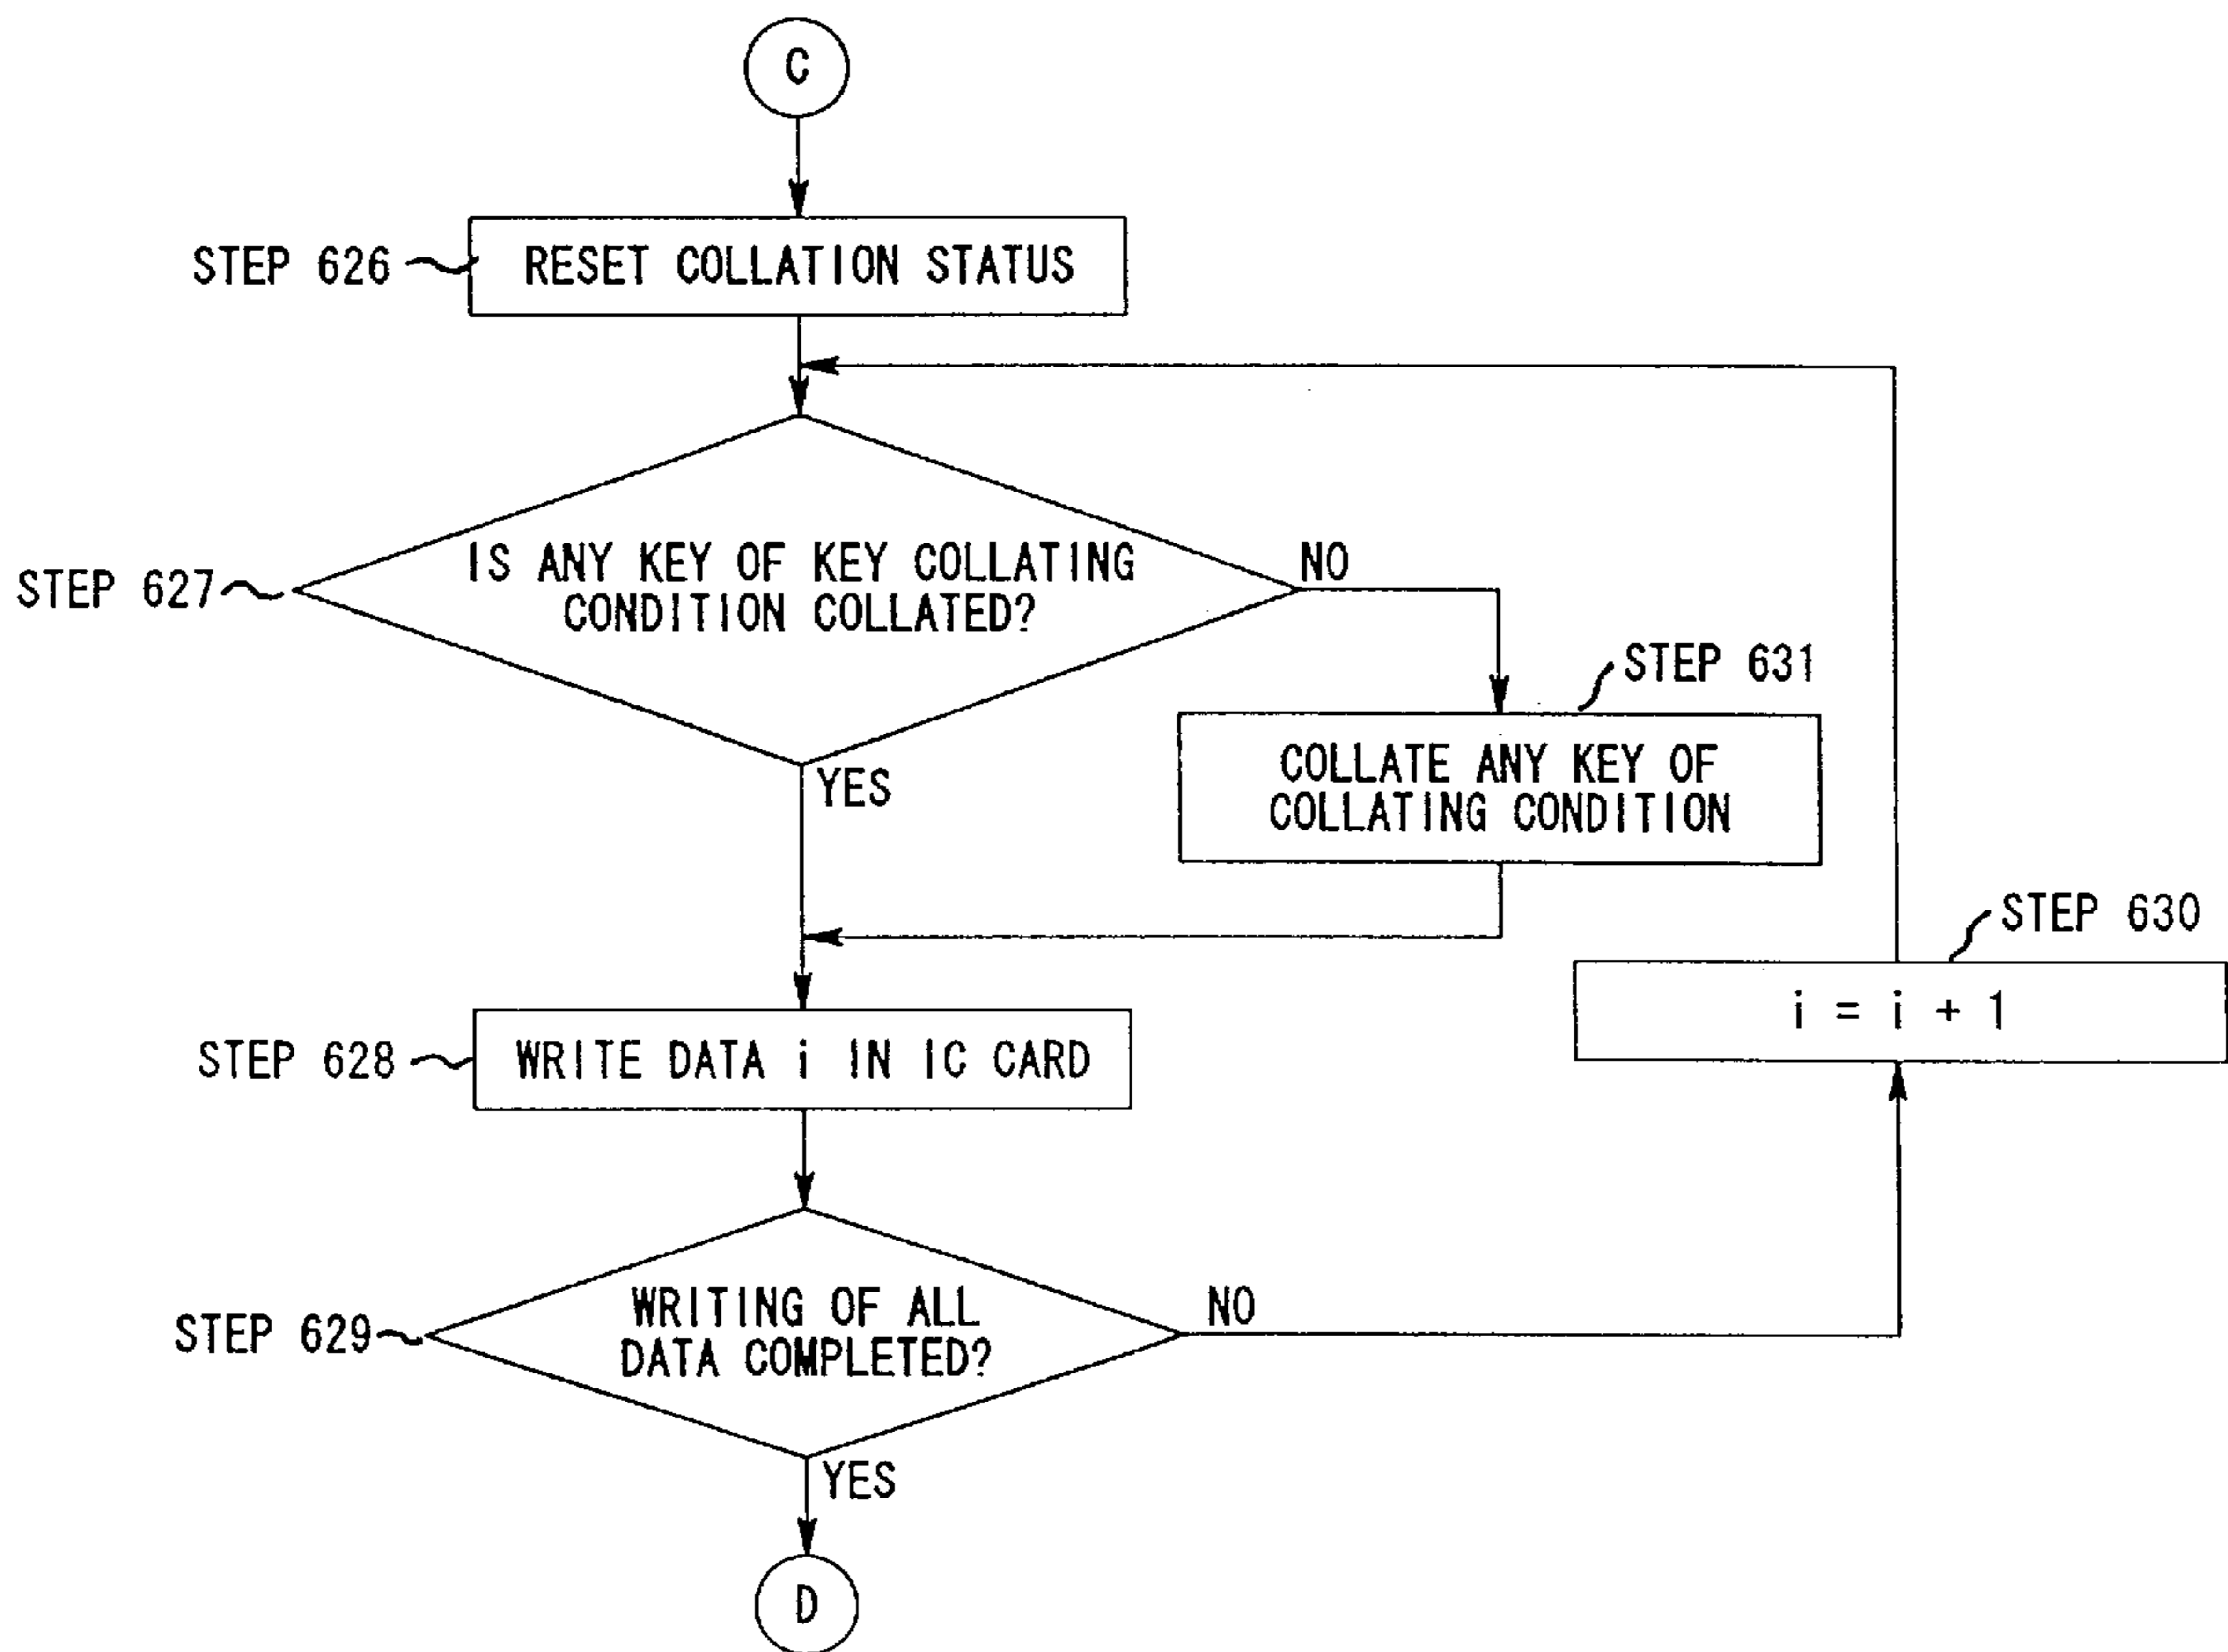 C
STEP 626
RESET COLLATION STATUS
IS ANY KEY OF KEY COLLATING
CONDITION COLLATED?
NO
STEP 627
STEP 631
COLLATE ANY KEY OF
COLLATING CONDITION
YES
STEP 630
i = i + 1
STEP 628
WRITE DATA i IN IC CARD
WRITING OF ALL
DATA COMPLETED?
NO
STEP 629
YES
D